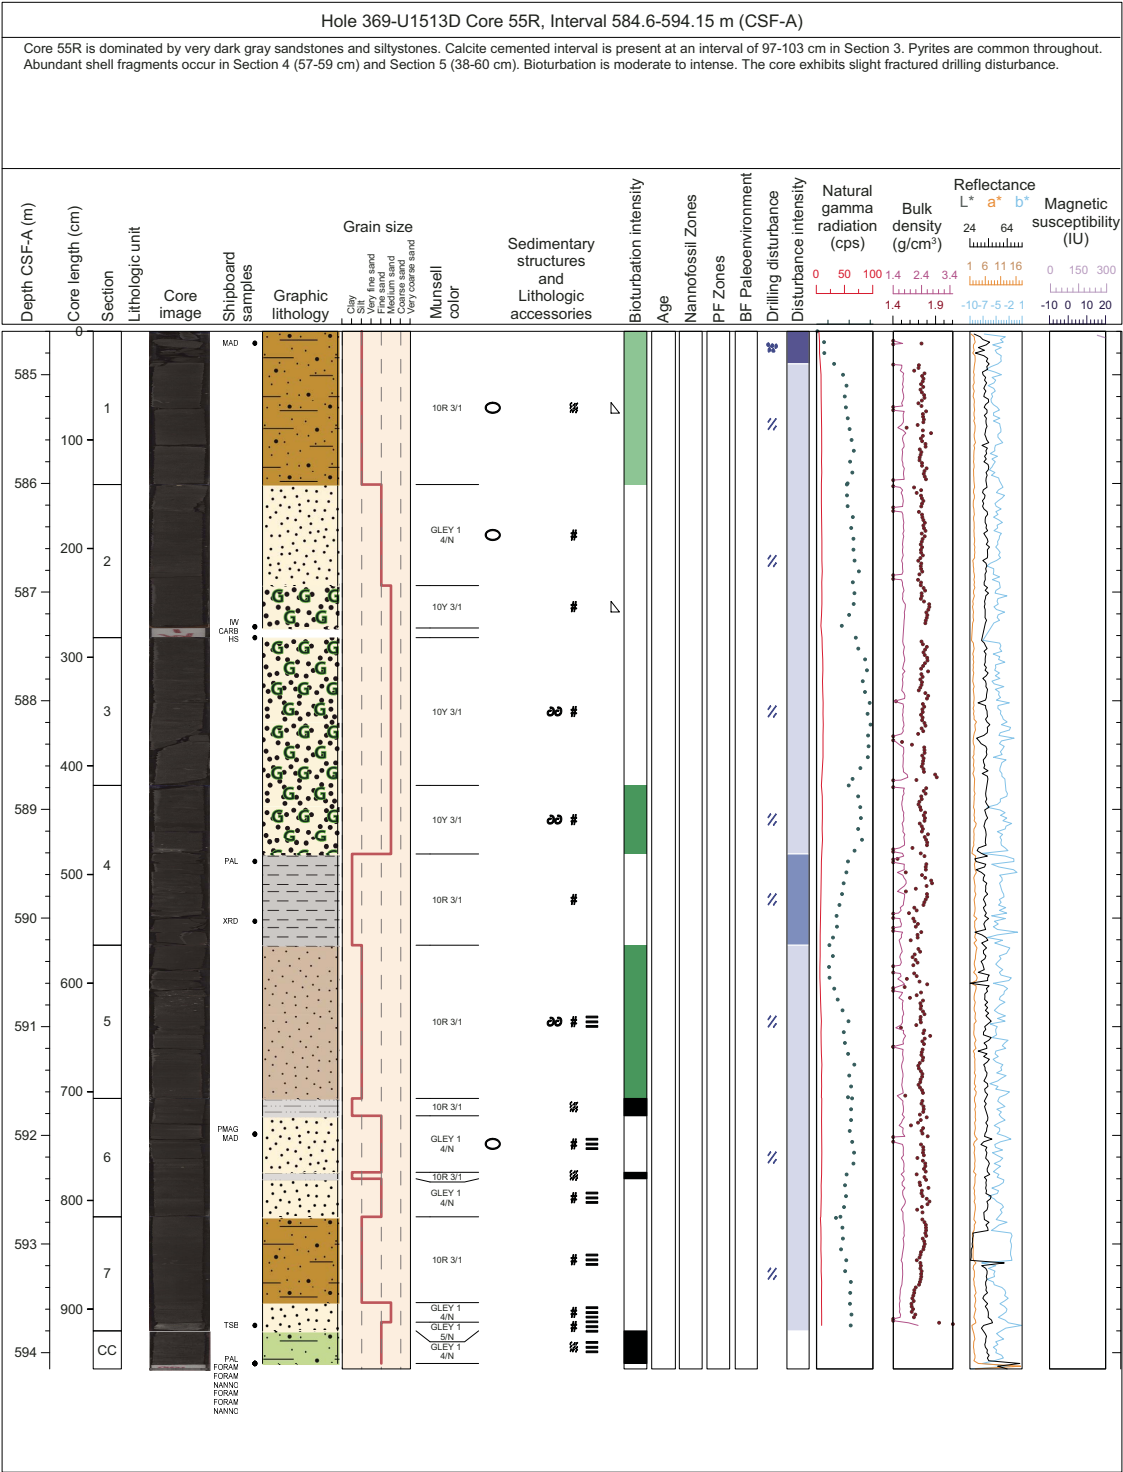 Hole 369-U1513D Core 55R, Interval 584.6-594.15 m (CSF-A)
Core 55R is dominated by very dark gray sandstones and siltystones. Calcite cemented interval is present at an interval of 97-103 cm in Section 3. Pyrites are common throughout.
Abundant shell fragments occur in Section 4 (57-59 cm) and Section 5 (38-60 cm). Bioturbation is moderate to intense. The core exhibits slight fractured drilling disturbance.
Depth CSF-A (m)
Core length (cm)
Section
Lithologic unit
Core
image
Shipboard
samples
Graphic
lithology
Grain size
Clay
Silt
Very fine sand
Fine sand
Medium sand
Coarse sand
Very coarse sand
Munsell
color
Sedimentary
structures
and
Lithologic
accessories
Bioturbation intensity
Age
Nannofossil Zones
PF Zones
BF Paleoenvironment
Drilling disturbance
Disturbance intensity
Natural
gamma
radiation
(cps)
0 50 100
Bulk
density
(g/cm³)
1.4 2.4 3.4
1.4 1.9
Reflectance
L* a* b*
24 64
1 6 11 16
-10-7 -5 -2 1
Magnetic
susceptibility
(IU)
0 150 300
-10 0 10 20
0
585
100
586
200
587
300
588
400
589
500
590
600
591
700
592
800
593
900
594
1
2
3
4
5
6
7
CC
MAD
IW
CARB
HS
PAL
XRD
PMAG
MAD
TSB
PAL
FORAM
FORAM
NANNO
FORAM
FORAM
NANNO
G G G
G G
G G G
G G
G G G
G G
G G G
G G
G G G
G G
G G G
G G
10R 3/1
GLEY 1
4/N
10Y 3/1
10Y 3/1
10Y 3/1
10R 3/1
10R 3/1
10R 3/1
GLEY 1
4/N
10R 3/1
GLEY 1
4/N
10R 3/1
GLEY 1
4/N
GLEY 1
5/N
GLEY 1
4/N